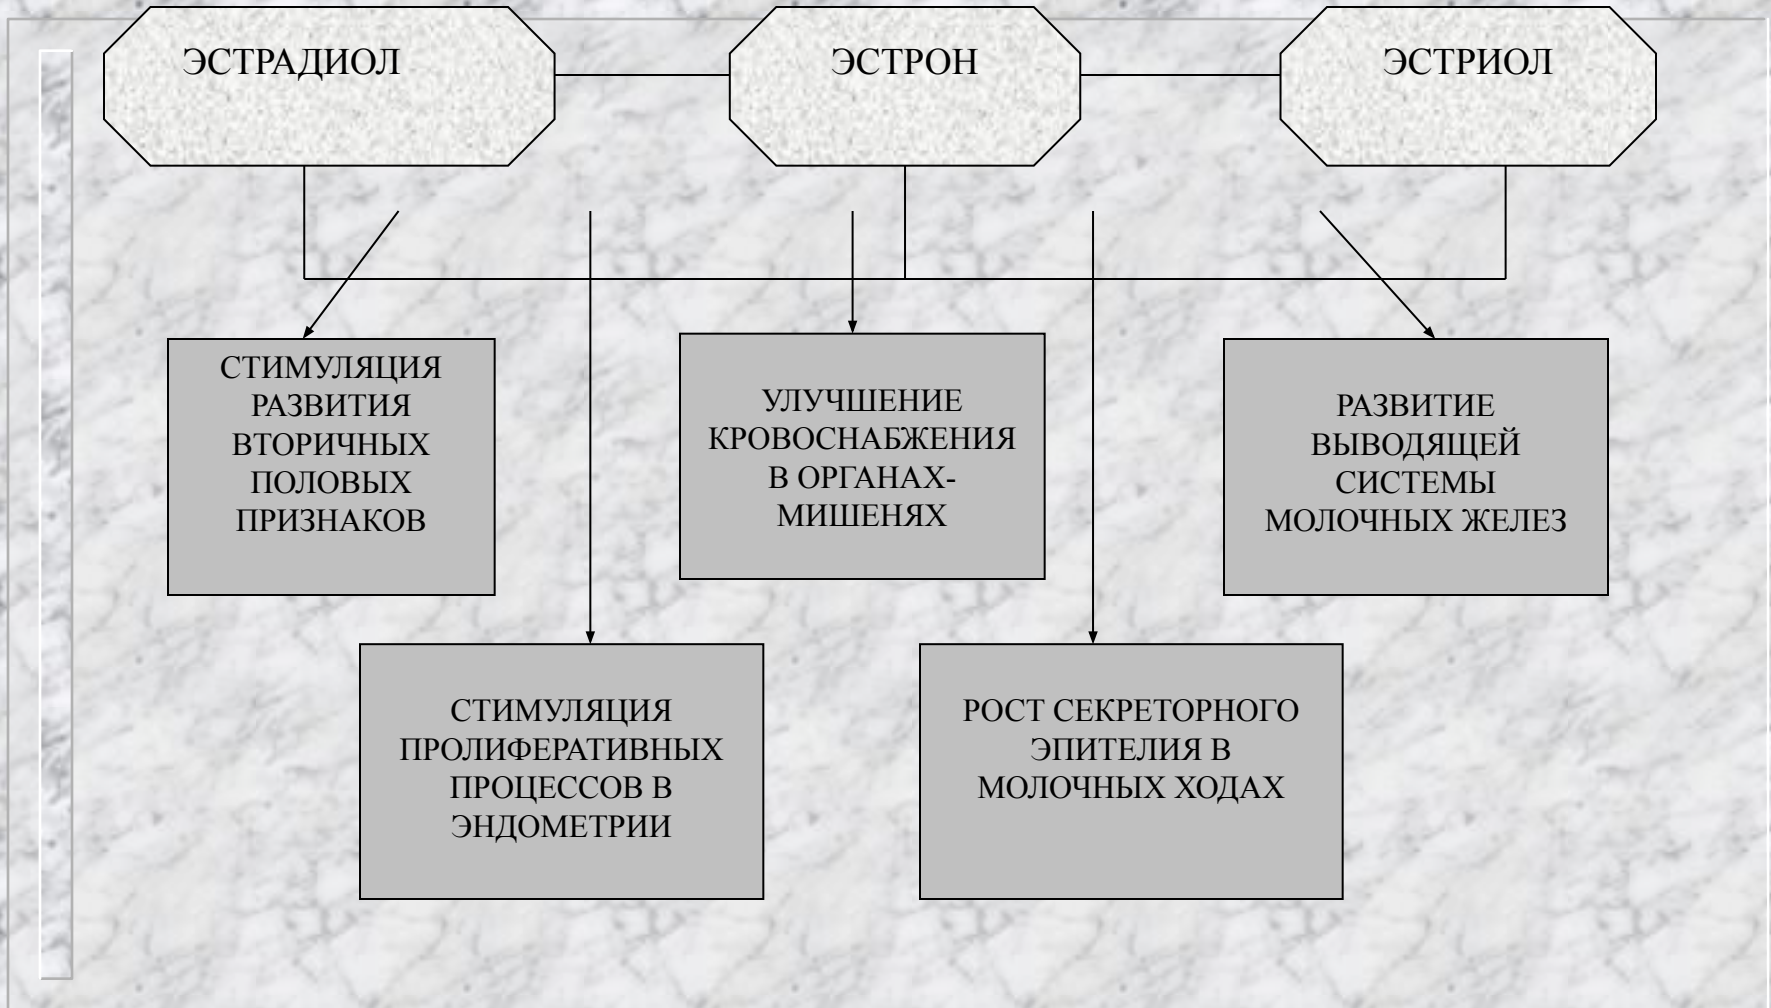 ЭСТРАДИОЛ
ЭСТРОН
ЭСТРИОЛ
СТИМУЛЯЦИЯ
РАЗВИТИЯ
ВТОРИЧНЫХ
ПОЛОВЫХ
ПРИЗНАКОВ
УЛУЧШЕНИЕ
КРОВОСНАБЖЕНИЯ
В ОРГАНАХ-
МИШЕНЯХ
РАЗВИТИЕ
ВЫВОДЯЩЕЙ
СИСТЕМЫ
МОЛОЧНЫХ ЖЕЛЕЗ
СТИМУЛЯЦИЯ
ПРОЛИФЕРАТИВНЫХ
ПРОЦЕССОВ В
ЭНДОМЕТРИИ
РОСТ СЕКРЕТОРНОГО
ЭПИТЕЛИЯ В
МОЛОЧНЫХ ХОДАХ